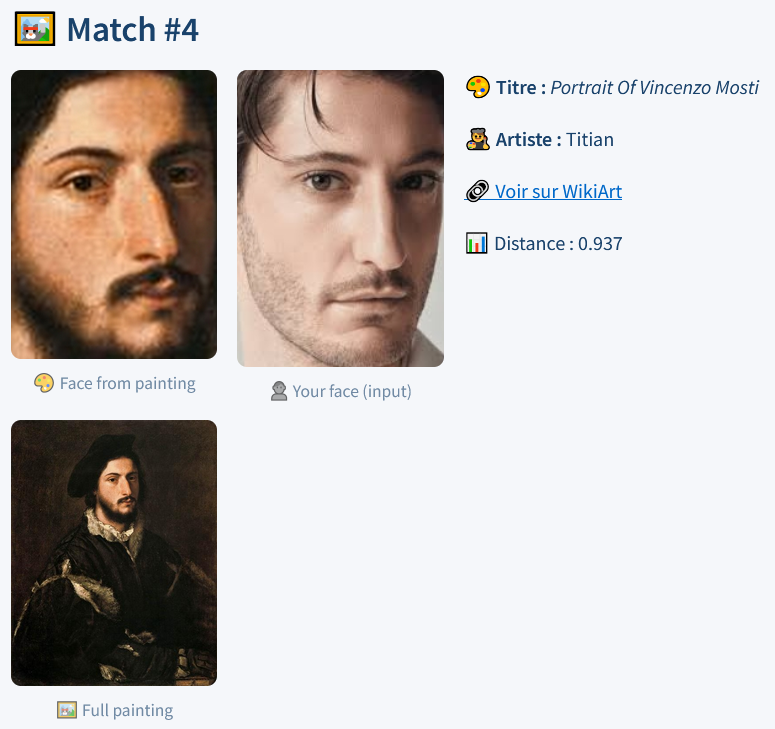 Match #4
Titre : Portrait Of Vincenzo Mosti
Artiste : Titian
Voir sur WikiArt
Distance : 0.937
Face from painting
Your face (input)
Full painting